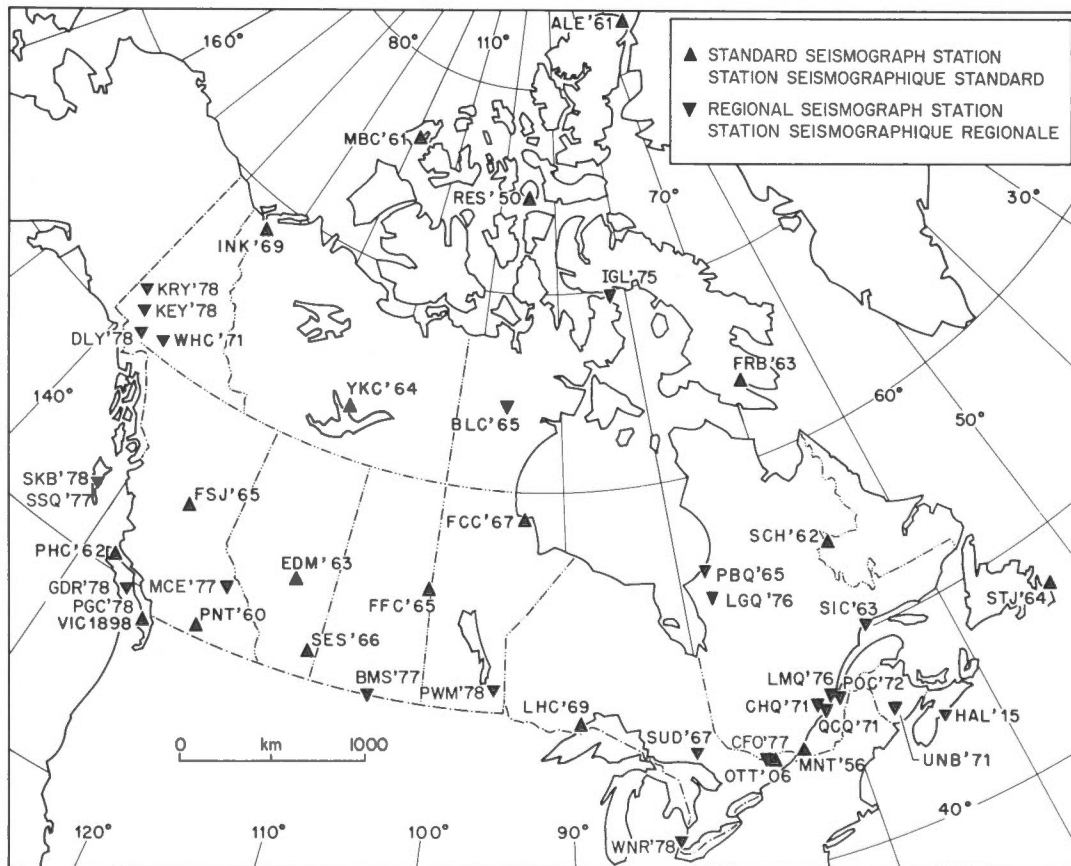 ALE'61
160°
80°
110°
STANDARD SEISMOGRAPH STATION
STATION SEISMOGRAPHIQUE STANDARD
REGIONAL SEISMOGRAPH STATION
STATION SEISMOGRAPHIQUE REGIONALE
MBC'61
RES'50
70°
30°
INK'69
IGL'75
KRY'78
KEY'78
DLY'78
WHC'71
FRB'63
140°
YKC'64
BLC'65
60°
50°
SKB'78
SSQ'77
FSJ'65
FCC'67
SCH'62
PHC'62
EDM'63
PBQ'65
GDR'78
MCE'77
FFC'65
LGQ'76
STJ'64
PGC'78
VIC1898
PNT'60
SIC'63
SES'66
BMS'77
PWM'78
LMQ'76
POC'72
CHQ'71
QCQ'71
HAL'15
LHC'69
SUD'67
CFO'77
MNT'56
UNB'71
OTT'06
0 km 1000
40°
120°
110°
100°
90°
WNR'78